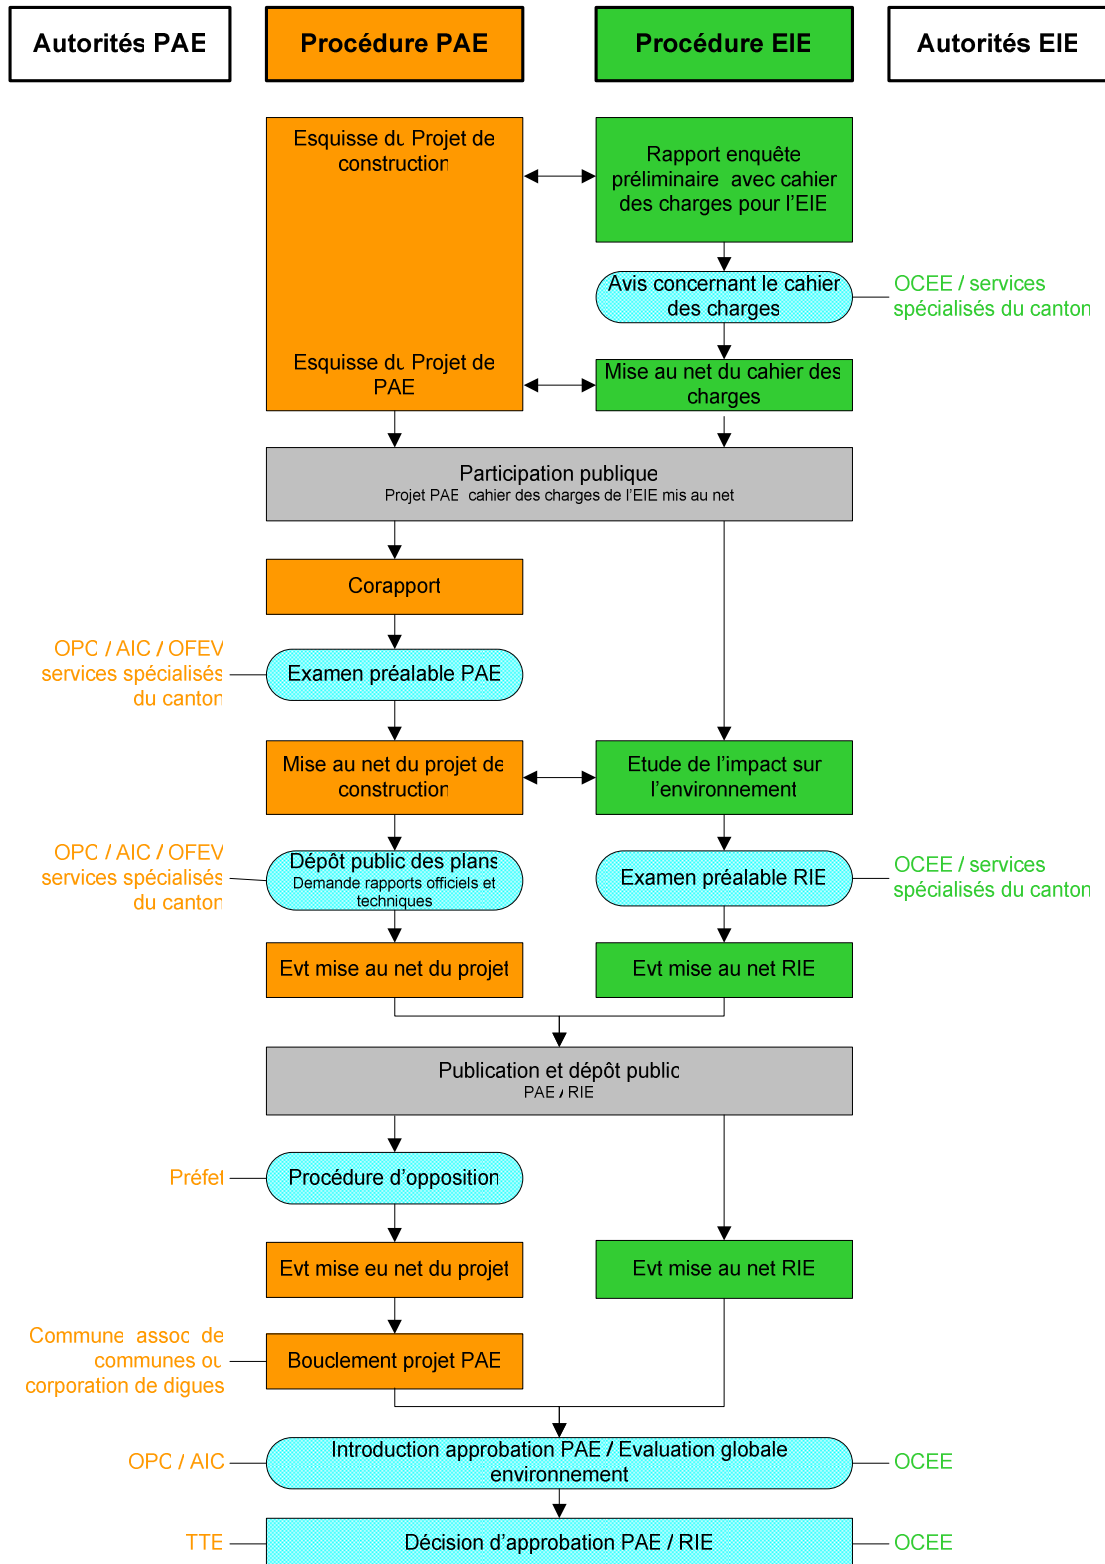 Autorités PAE
Procédure PAE
Procédure EIE
Autorités EIE
Esquisse du Projet de
construction
Rapport enquête
préliminaire avec cahier
des charges pour l'EIE
Avis concernant le cahier
des charges
OCEE / services
spécialisés du canton
Esquisse du Projet de
PAE
Mise au net du cahier des
charges
Participation publique
Projet PAE cahier des charges de l'EIE mis au net
Corapport
OPC / AIC / OFEV
services spécialisés
du canton
Examen préalable PAE
Mise au net du projet de
construction
Etude de l'impact sur
l'environnement
OPC / AIC / OFEV
services spécialisés
du canton
Dépôt public des plans
Demande rapports officiels et
techniques
Examen préalable RIE
OCEE / services
spécialisés du canton
Evt mise au net du projet
Evt mise au net RIE
Publication et dépôt public
PAE / RIE
Préfet
Procédure d'opposition
Evt mise eu net du projet
Evt mise au net RIE
Commune assoc de
communes ou
corporation de digues
Bouclement projet PAE
OPC / AIC
Introduction approbation PAE / Evaluation globale
environnement
OCEE
TTE
Décision d'approbation PAE / RIE
OCEE